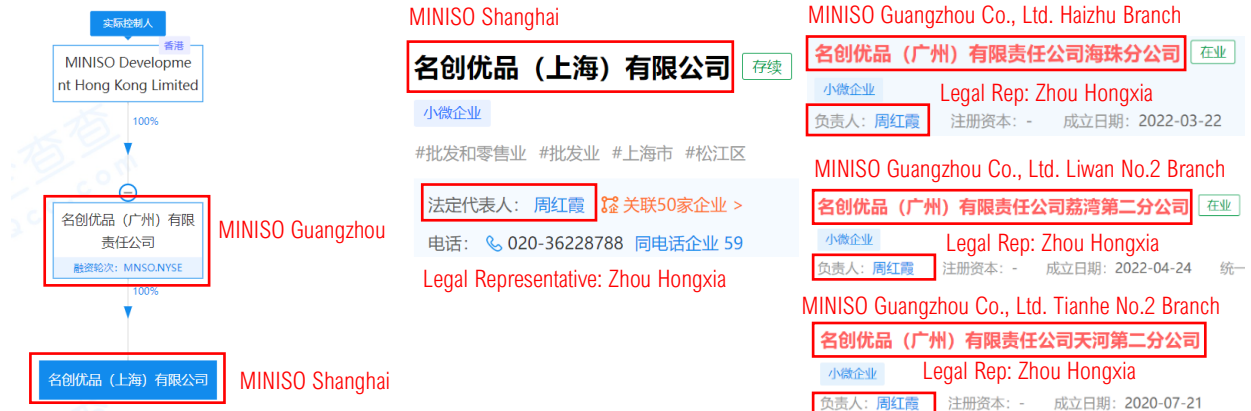 实际控制人
香港
MINISO Developme
nt Hong Kong Limited
100%
名创优品（广州）有限
责任公司
融资轮次：MNSO.NYSE
MINISO Guangzhou
100%
名创优品（上海）有限公司
MINISO Shanghai
MINISO Shanghai
名创优品（上海）有限公司
存续
小微企业
#批发和零售业 #批发业 #上海市 #松江区
法定代表人： 周红霞 关联50家企业 >
电话： 020-36228788 同电话企业 59
Legal Representative: Zhou Hongxia
MINISO Guangzhou Co., Ltd. Haizhu Branch
名创优品（广州）有限责任公司海珠分公司
在业
小微企业
Legal Rep: Zhou Hongxia
负责人：周红霞 注册资本：- 成立日期：2022-03-22
MINISO Guangzhou Co., Ltd. Liwan No.2 Branch
名创优品（广州）有限责任公司荔湾第二分公司
在业
小微企业
Legal Rep: Zhou Hongxia
负责人：周红霞 注册资本：- 成立日期：2022-04-24 统一
MINISO Guangzhou Co., Ltd. Tianhe No.2 Branch
名创优品（广州）有限责任公司天河第二分公司
小微企业
Legal Rep: Zhou Hongxia
负责人：周红霞 注册资本：- 成立日期：2020-07-21